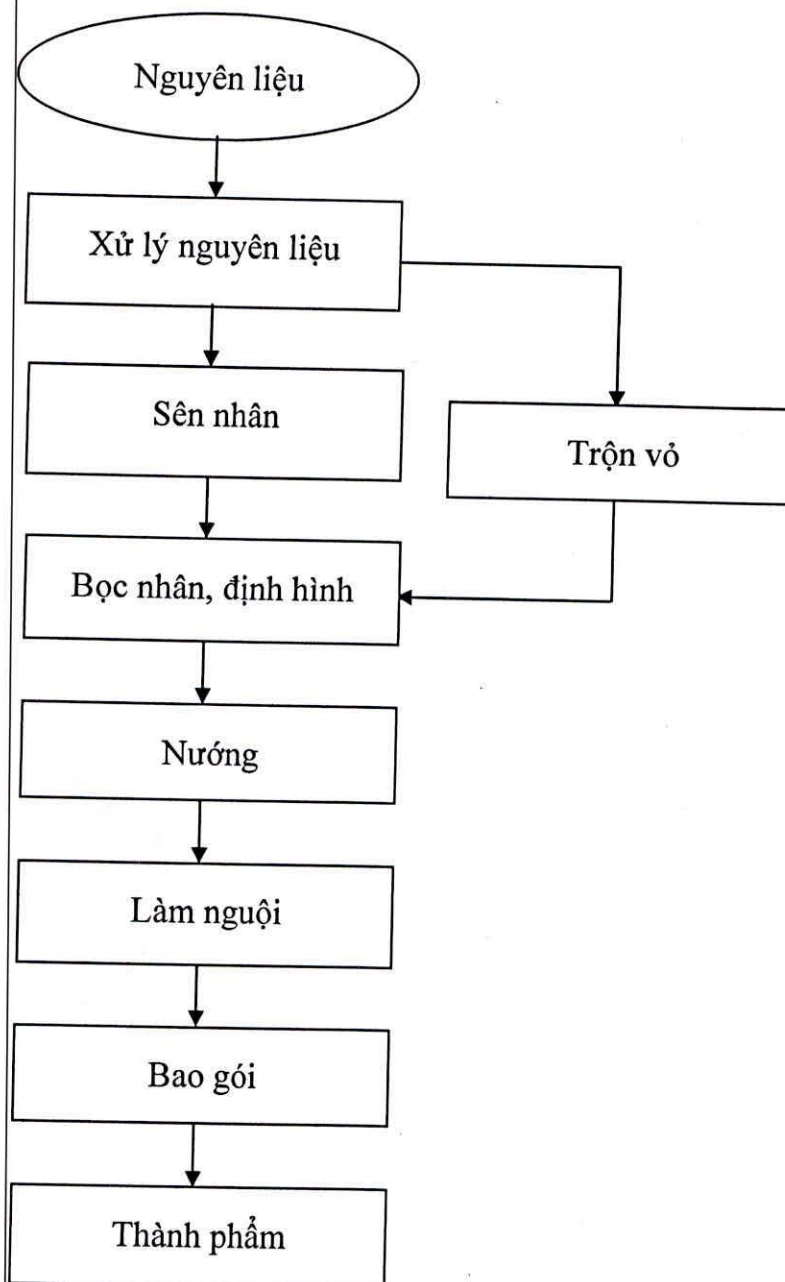 Nguyên liệu
Xử lý nguyên liệu
Sên nhân
Trộn vỏ
Bọc nhân, định hình
Nướng
Làm nguội
Bao gói
Thành phẩm